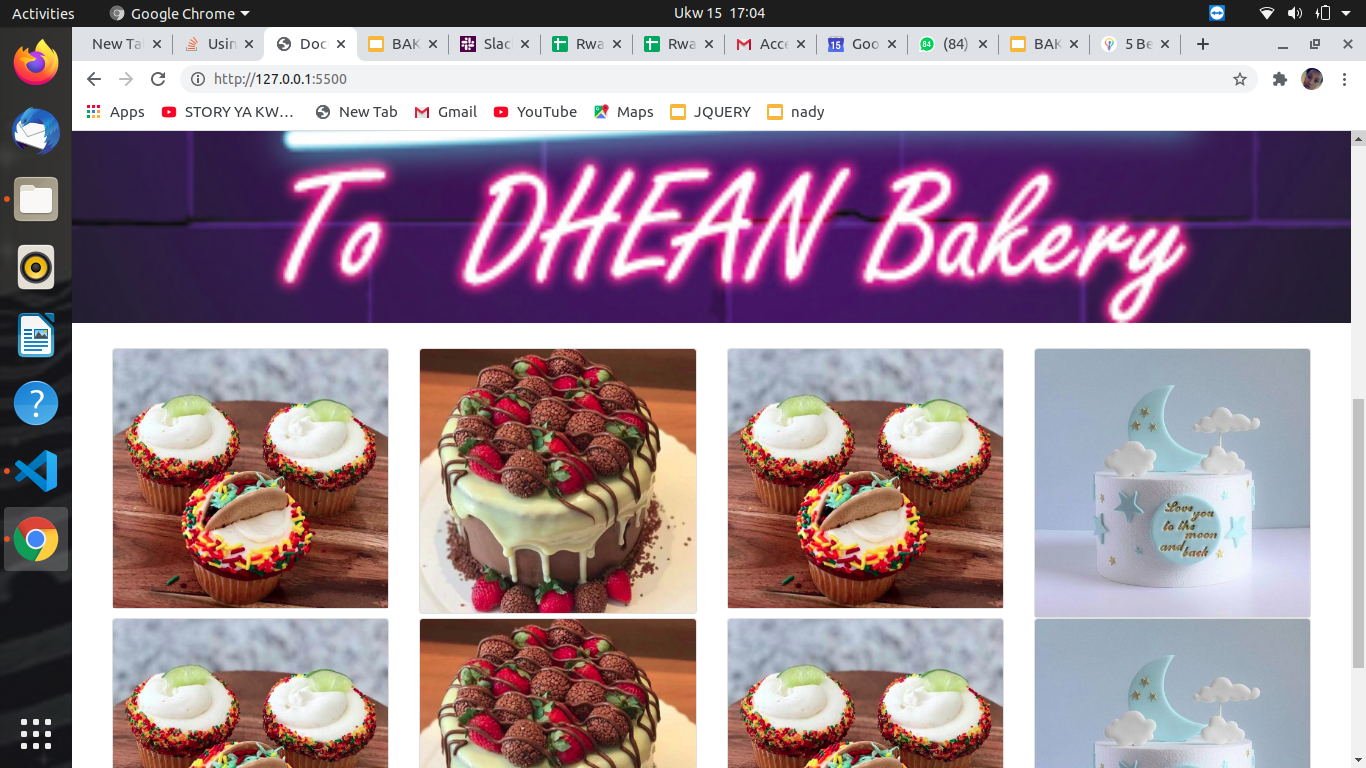 Activities Google Chrome Ukw 15 17:04
New Ta Usin Doc BAK Slac Rwa Rwa Acce Goo (84) BAK 5 Be
http://127.0.0.1:5500
Apps STORY YA KW… New Tab Gmail YouTube Maps JQUERY nady
To DHEAN Bakery
Love
you
to the
moon
and
back